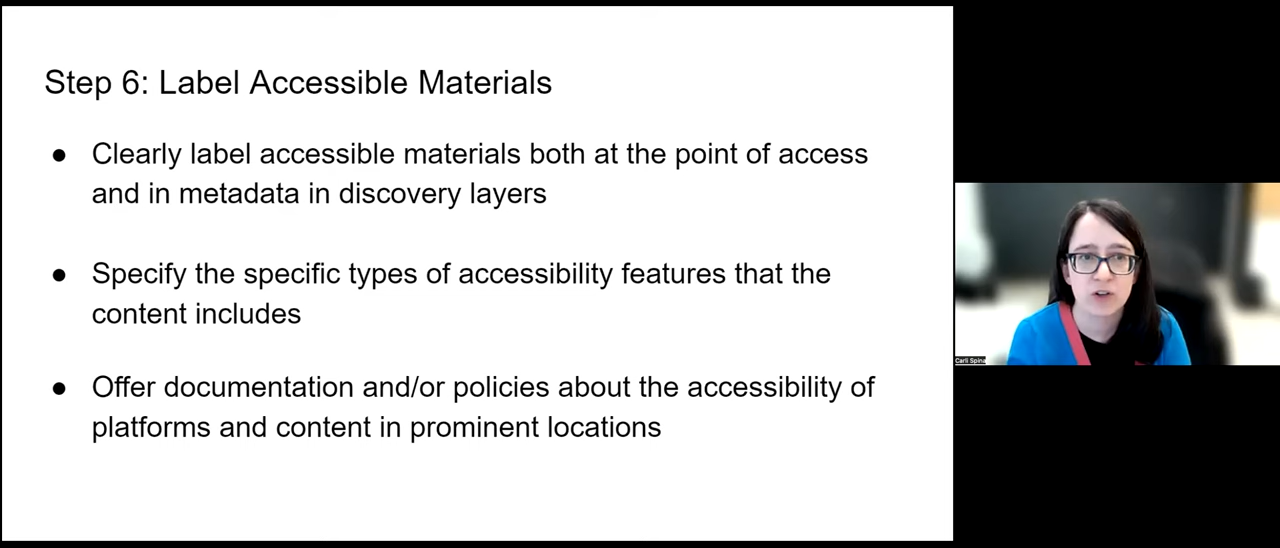 Step 6: Label Accessible Materials
● Clearly label accessible materials both at the point of access
and in metadata in discovery layers
● Specify the specific types of accessibility features that the
content includes
● Offer documentation and/or policies about the accessibility of
platforms and content in prominent locations
Carli Spina